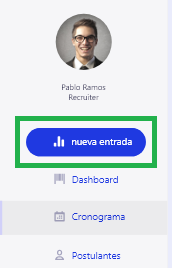 Pablo Ramos
Recruiter
nueva entrada
Dashboard
Cronograma
Postulantes